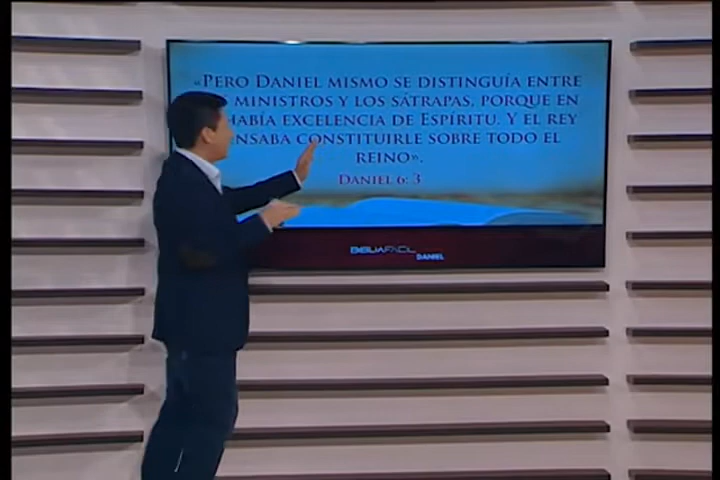 «Pero Daniel mismo se distinguía entre
ministros y los sátrapas, porque en
había excelencia de Espíritu. Y el rey
constituirle sobre todo el
reino».
Daniel 6: 3
BIBLIAFÁCIL
DANIEL